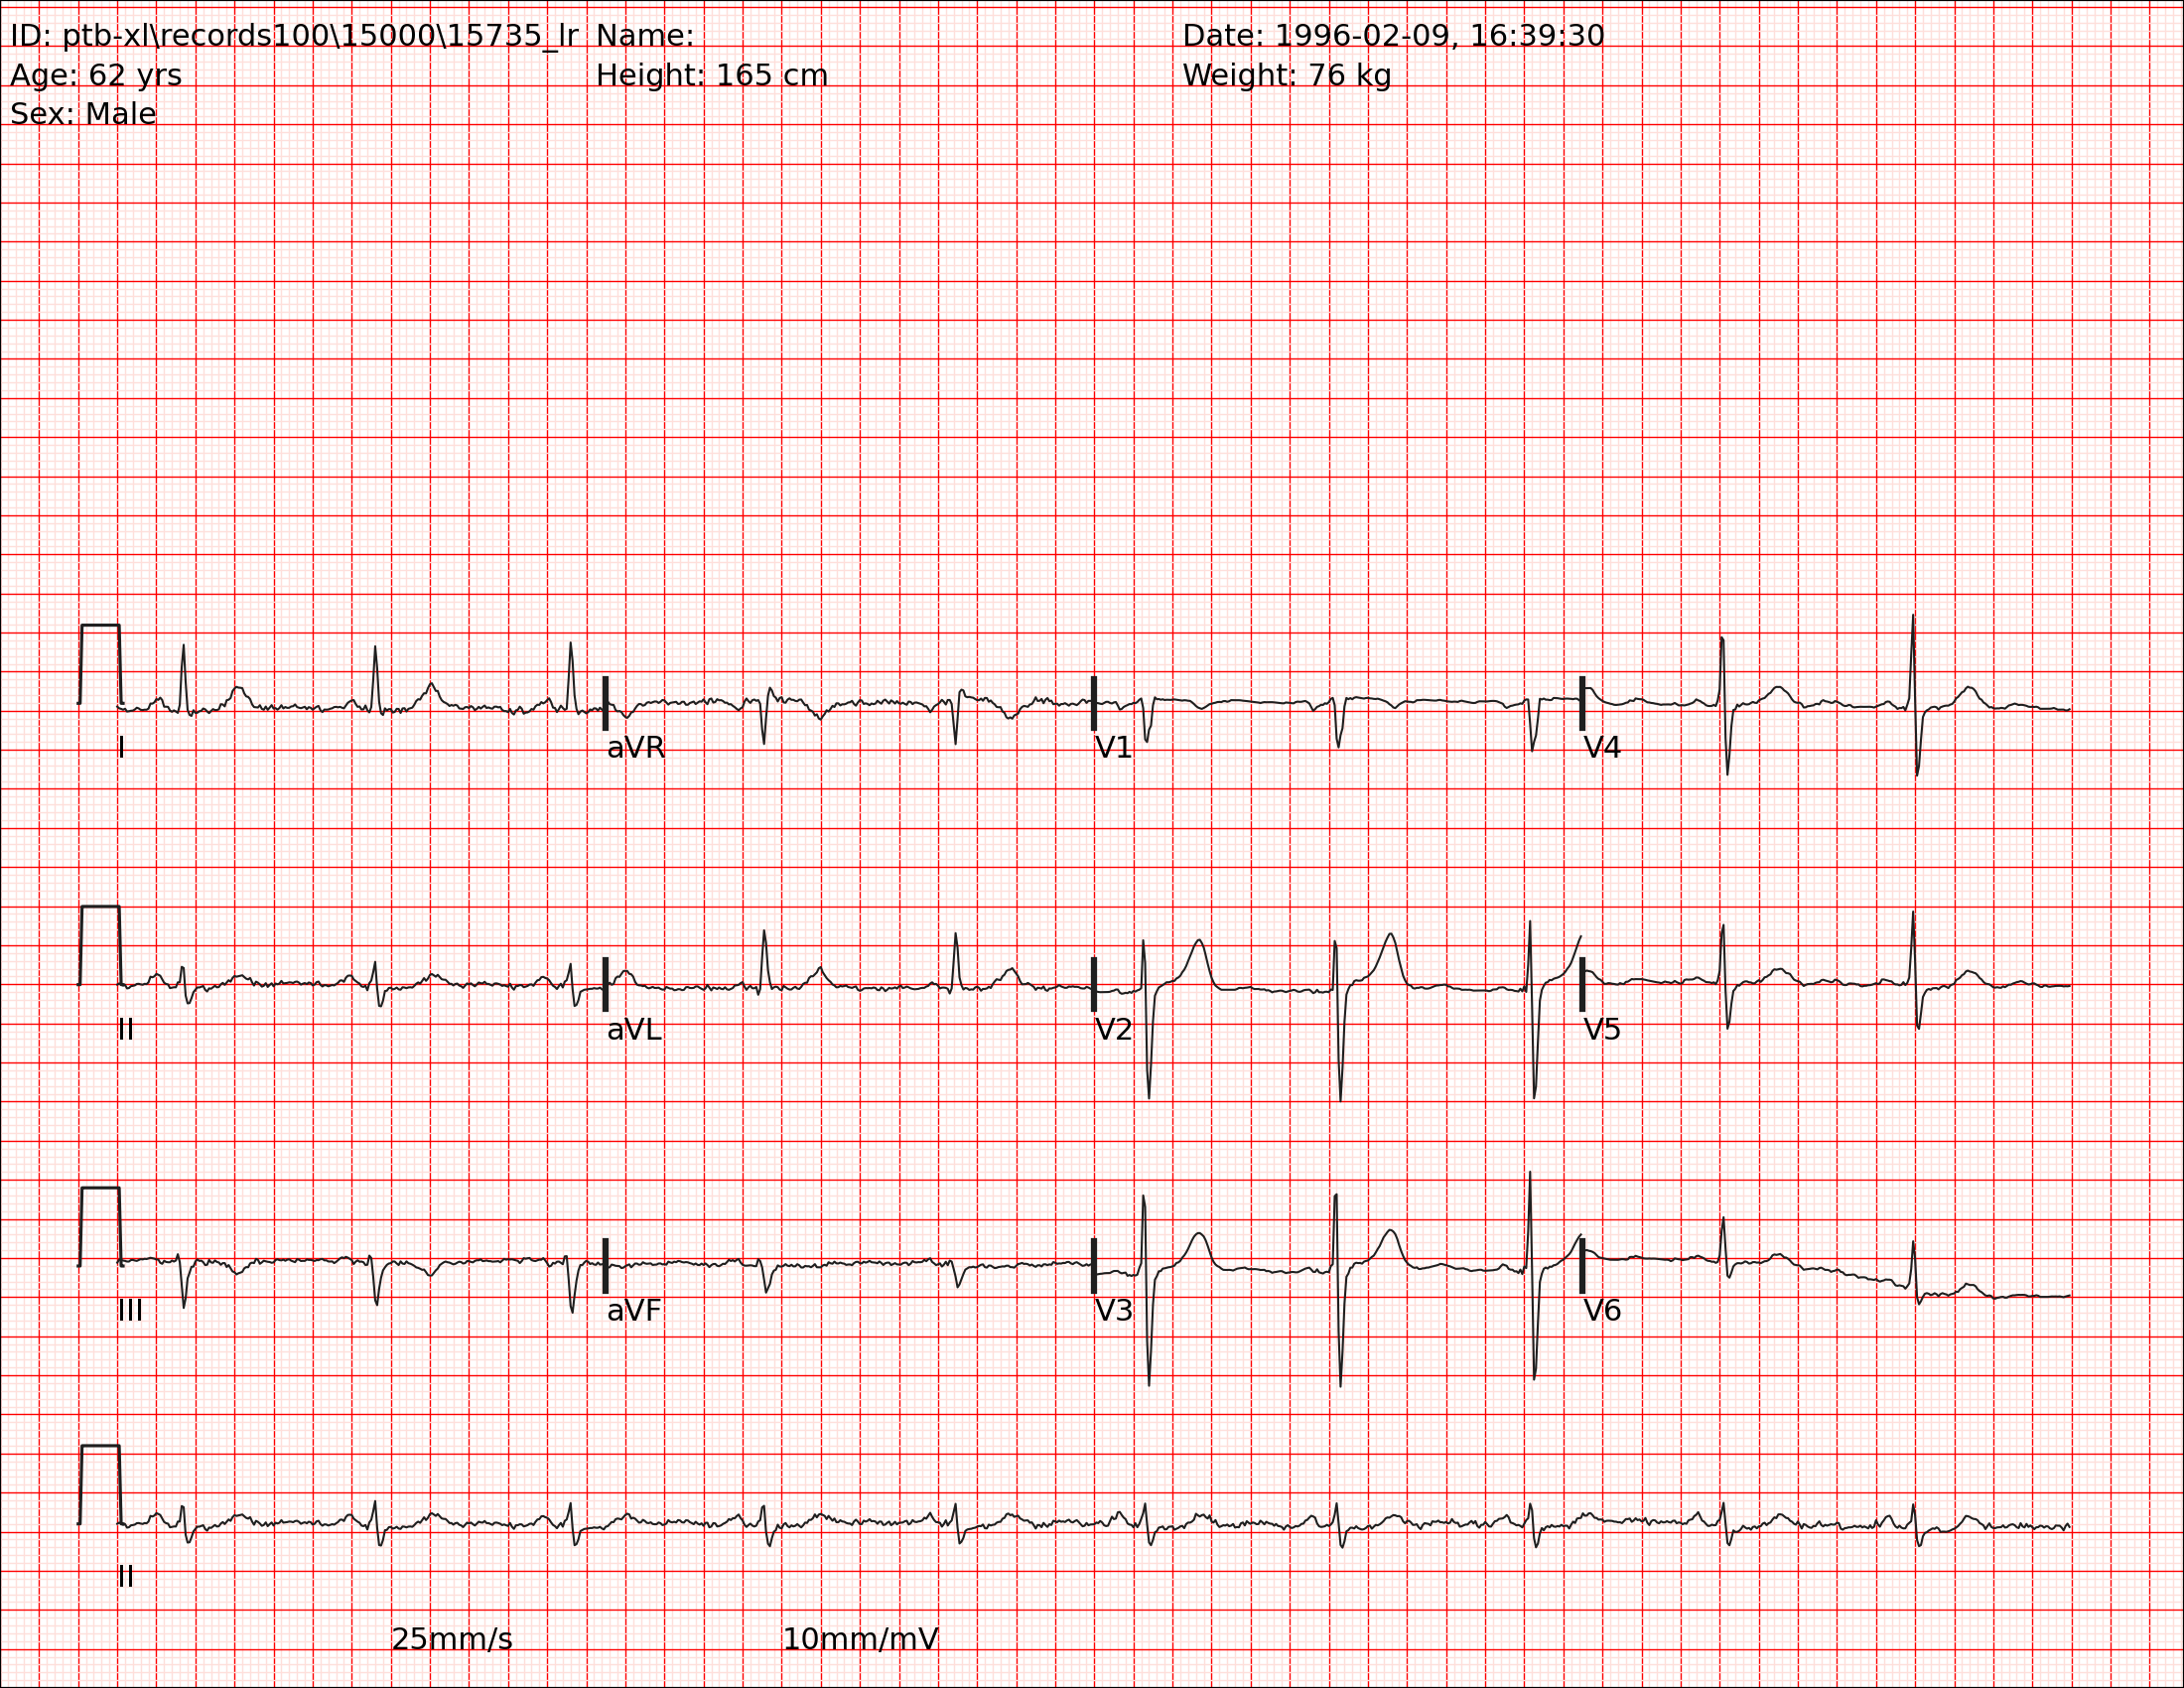 ID: ptb-xl\records100\15000\15735_lr Name: Date: 1996-02-09, 16:39:30
Age: 62 yrs Height: 165 cm Weight: 76 kg
Sex: Male
I aVR V1 V4
II aVL V2 V5
III aVF V3 V6
II
25mm/s 10mm/mV